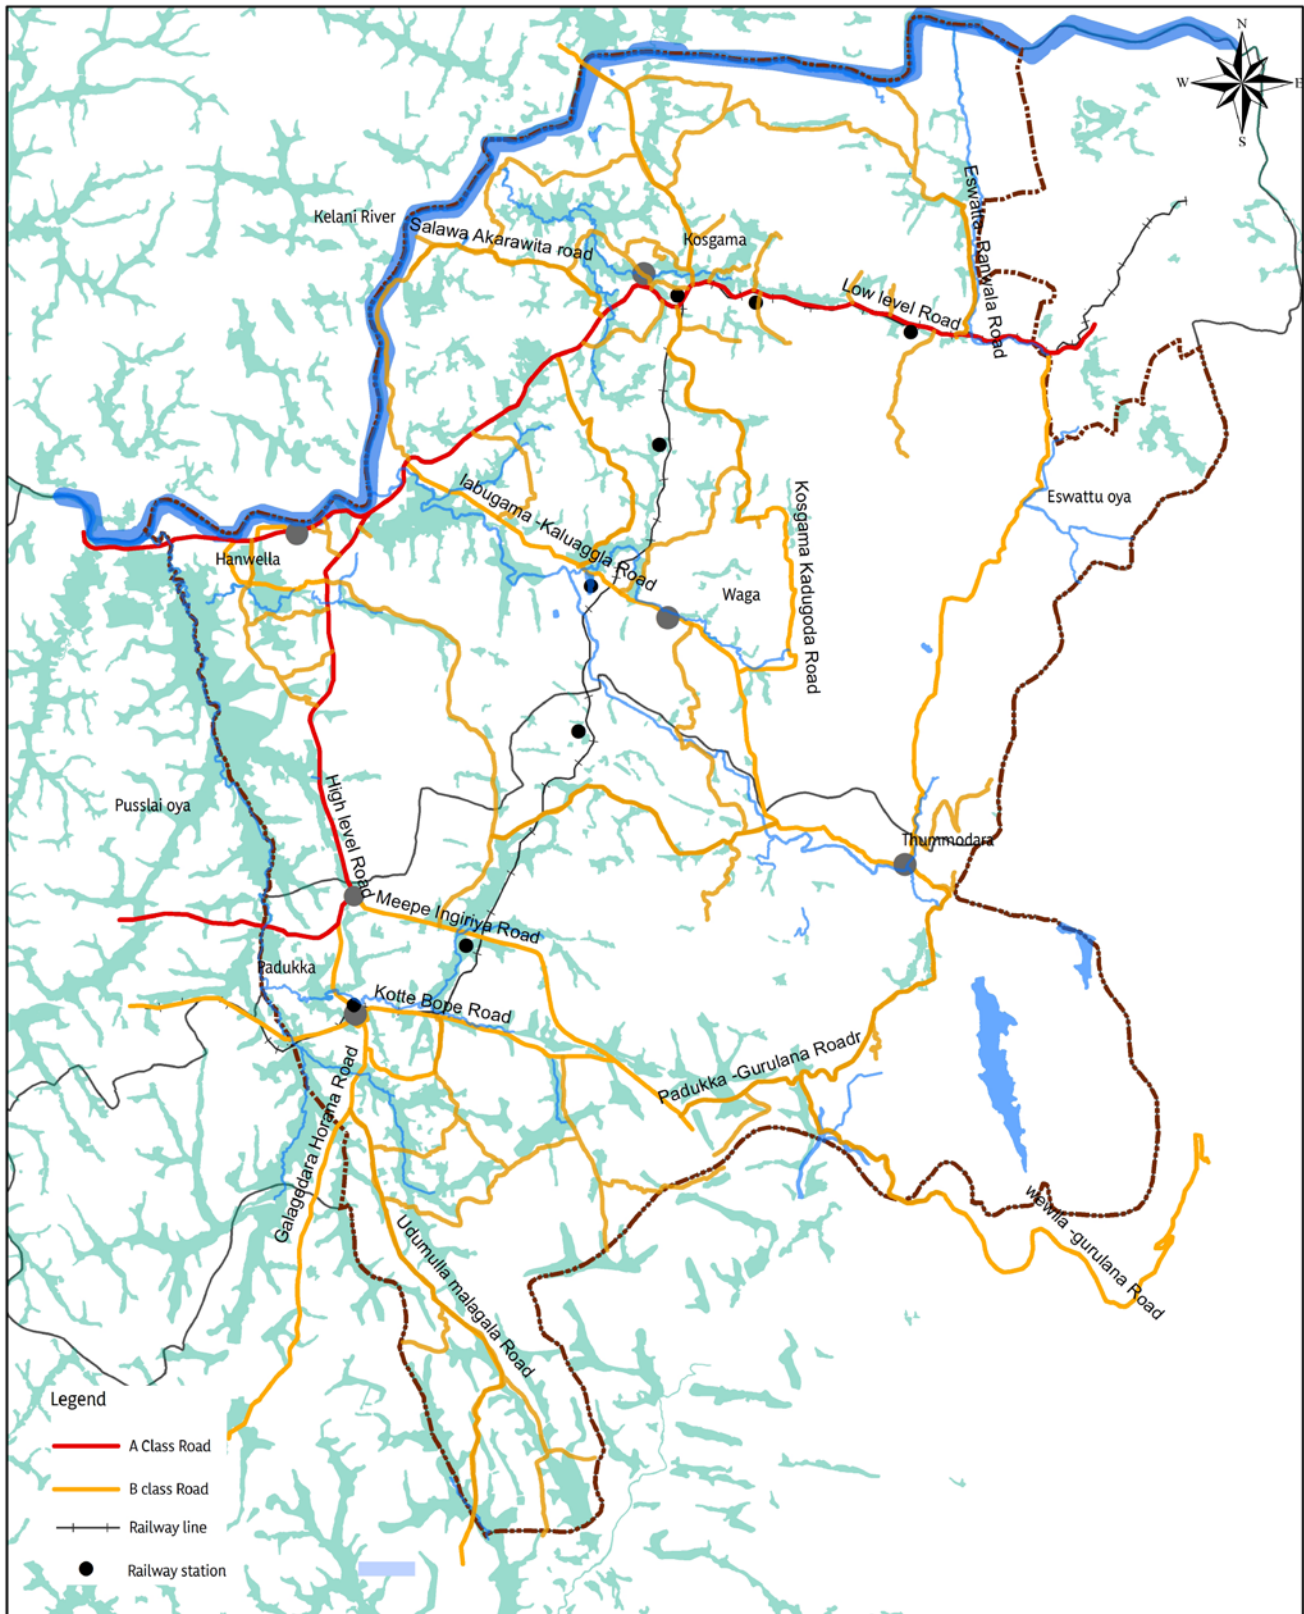 N
W
E
S
Kelani River
Salawa Akarawita road
Kosgama
Eswatta-Ranwala Road
Low level Road
Hanwella
labugama -Kaluaggla Road
Kosgama Kadugoda Road
Eswattu oya
Waga
Pusslai oya
High level Road
Thummodara
Meepe Ingiriya Road
Padukka
Kotte Bope Road
Padukka -Gurulana Roadr
Galagedara Horana Road
Udumulla malagala Road
wewlla -gurulana Road
Legend
A Class Road
B class Road
Railway line
Railway station